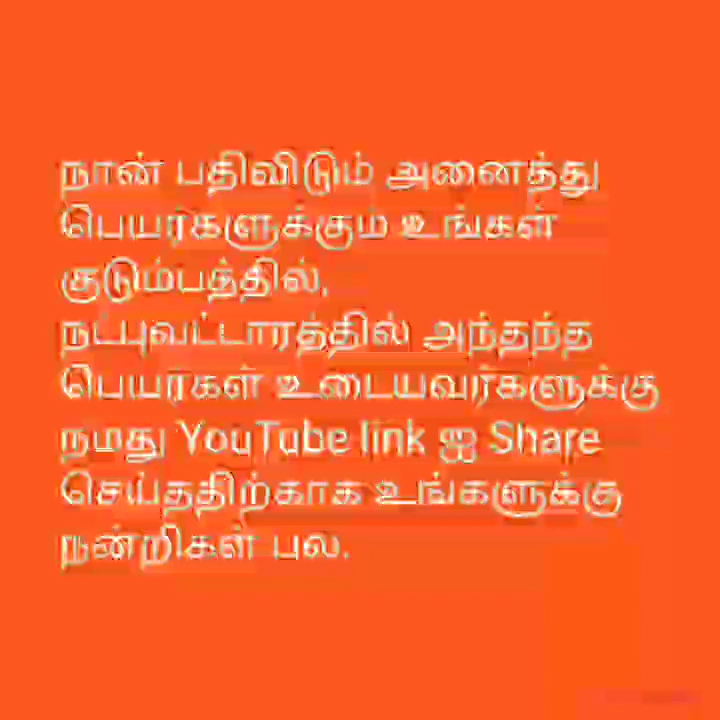 நான் பதிவிடும் அனைத்து
பெயர்களுக்கும் உங்கள்
குடும்பத்தில்,
நட்புவட்டாரத்தில் அந்தந்த
பெயர்கள் உடையவர்களுக்கு
நமது YouTube link ஐ Share
செய்ததிற்காக உங்களுக்கு
நன்றிகள் பல.